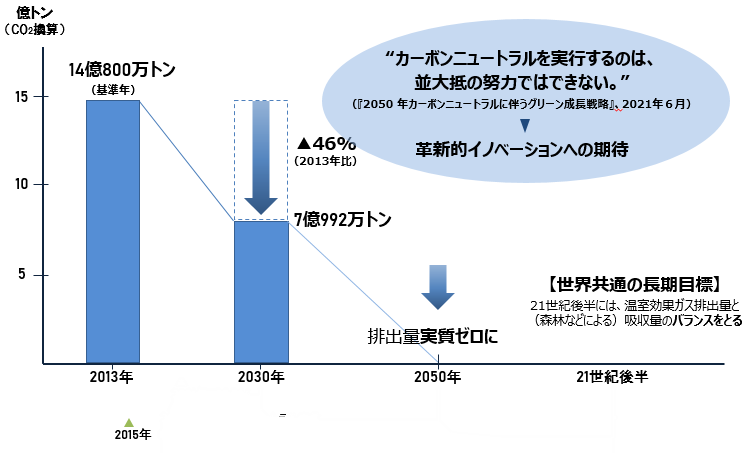 億トン
（CO₂換算）
14億800万トン
（基準年）
▲46%
（2013年比）
7億992万トン
“カーボンニュートラルを実行するのは、
並大抵の努力ではできない。”
（『2050 年カーボンニュートラルに伴うグリーン成長戦略』、2021年６月）
革新的イノベーションへの期待
15
10
5
【世界共通の長期目標】
21世紀後半には、温室効果ガス排出量と
（森林などによる）吸収量のバランスをとる
排出量実質ゼロに
2013年
2030年
2050年
21世紀後半
2015年